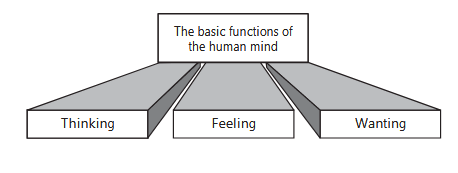 The basic functions of
the human mind
Thinking
Feeling
Wanting